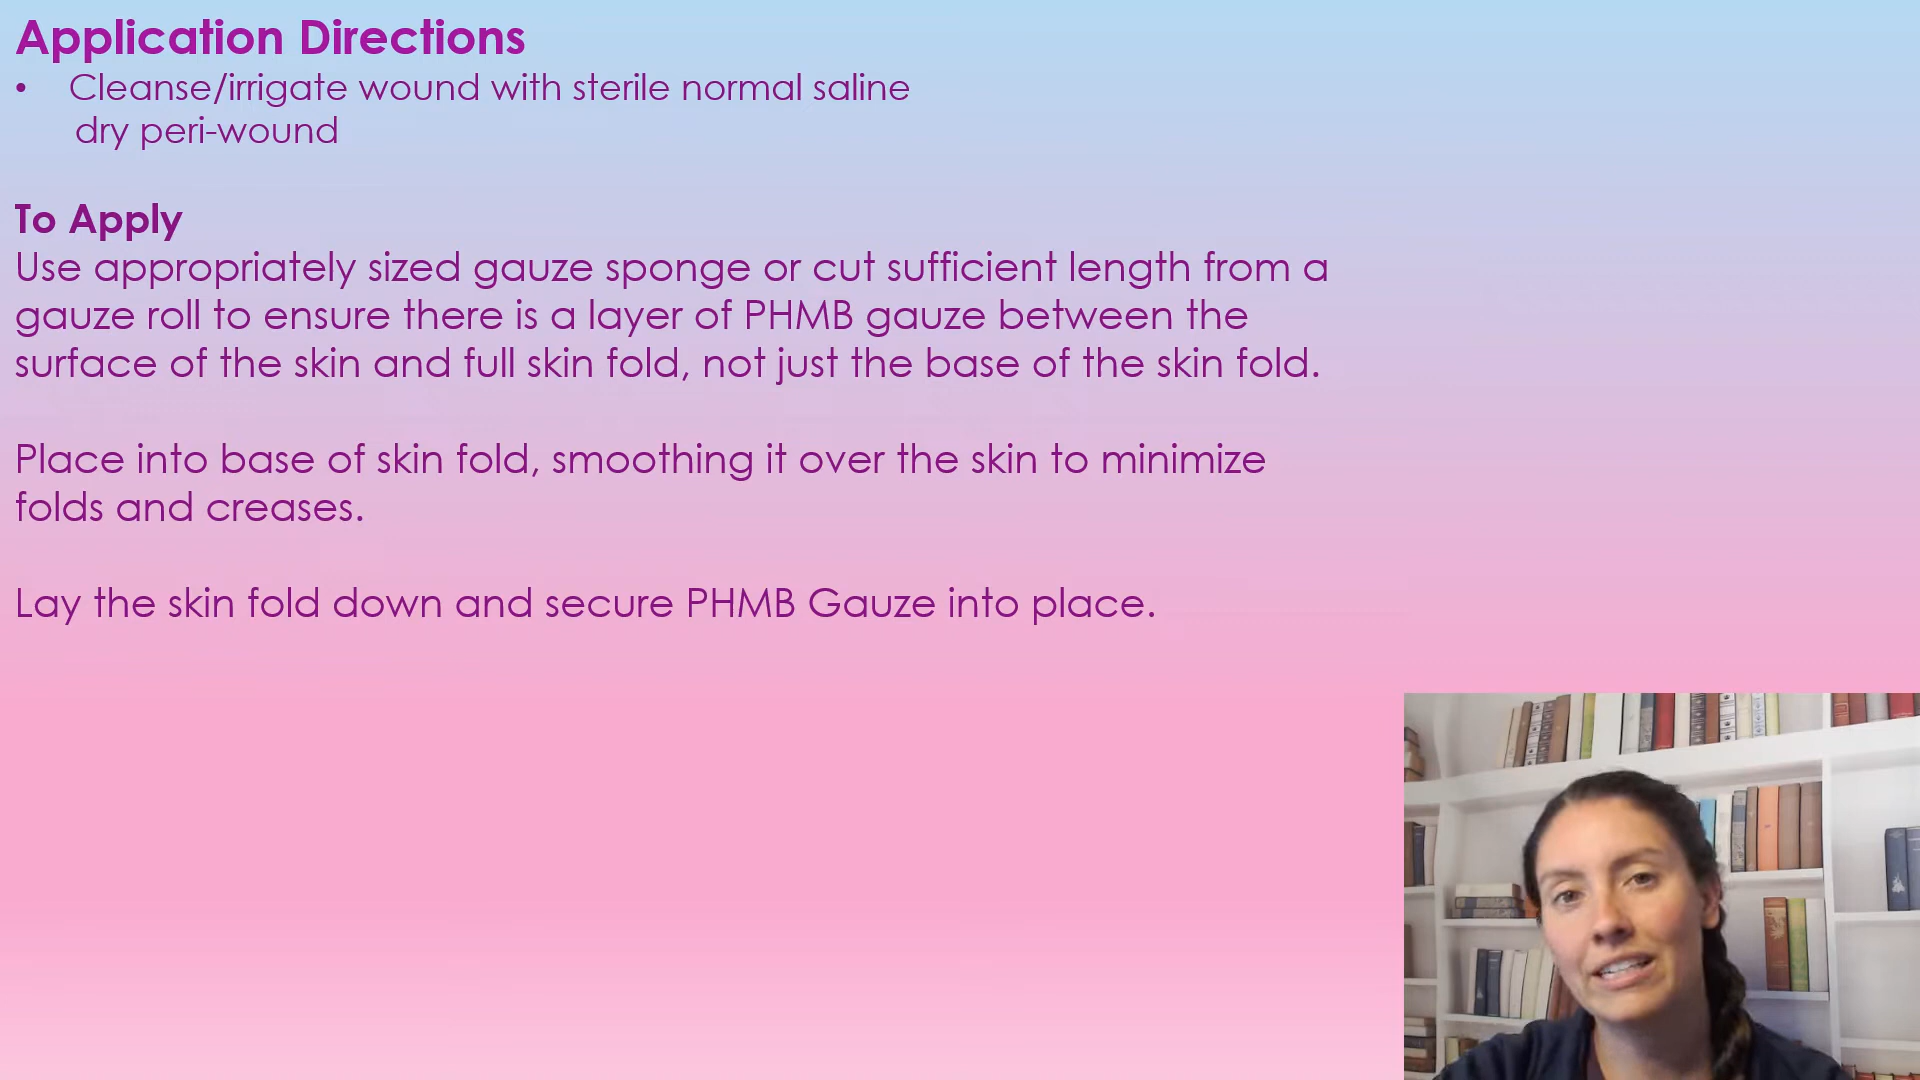 Application Directions
• Cleanse/irrigate wound with sterile normal saline
dry peri-wound
To Apply
Use appropriately sized gauze sponge or cut sufficient length from a
gauze roll to ensure there is a layer of PHMB gauze between the
surface of the skin and full skin fold, not just the base of the skin fold.
Place into base of skin fold, smoothing it over the skin to minimize
folds and creases.
Lay the skin fold down and secure PHMB Gauze into place.